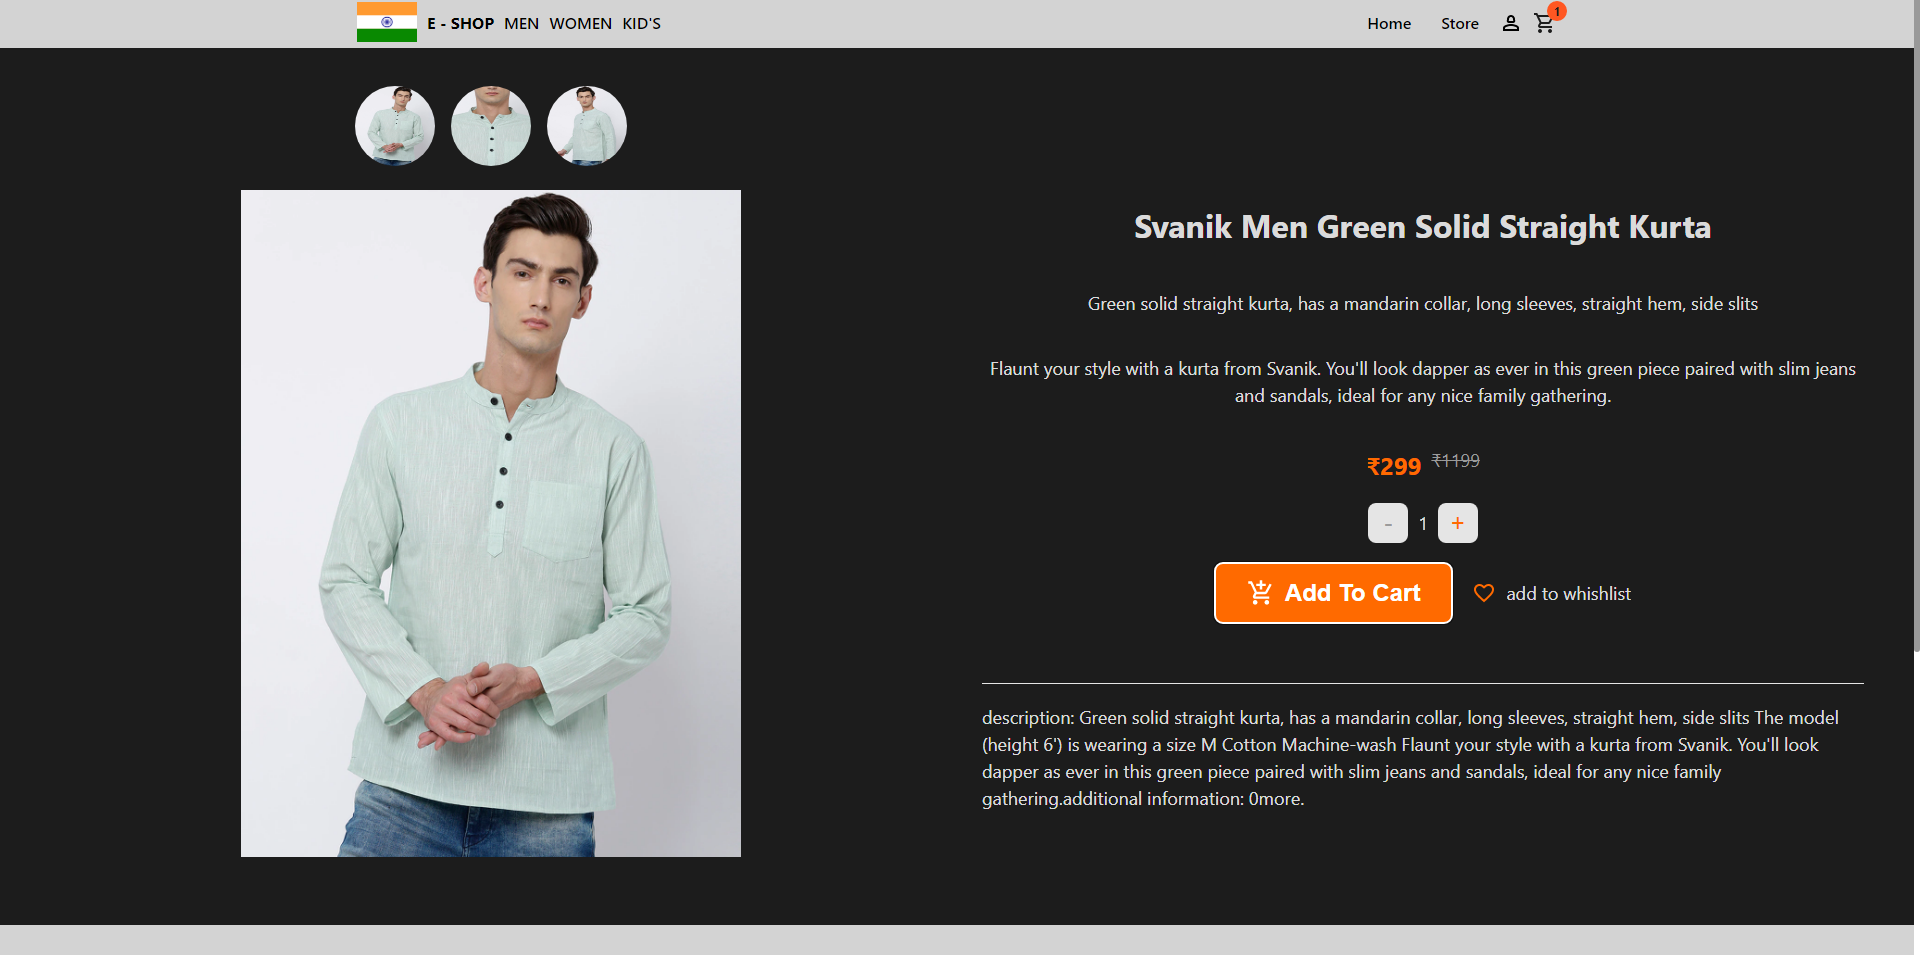 E - SHOP MEN WOMEN KID'S Home Store 1
Svanik Men Green Solid Straight Kurta
Green solid straight kurta, has a mandarin collar, long sleeves, straight hem, side slits
Flaunt your style with a kurta from Svanik. You'll look dapper as ever in this green piece paired with slim jeans
and sandals, ideal for any nice family gathering.
₹299 ₹1199
- 1 +
Add To Cart add to whishlist
description: Green solid straight kurta, has a mandarin collar, long sleeves, straight hem, side slits The model
(height 6') is wearing a size M Cotton Machine-wash Flaunt your style with a kurta from Svanik. You'll look
dapper as ever in this green piece paired with slim jeans and sandals, ideal for any nice family
gathering.additional information: 0more.